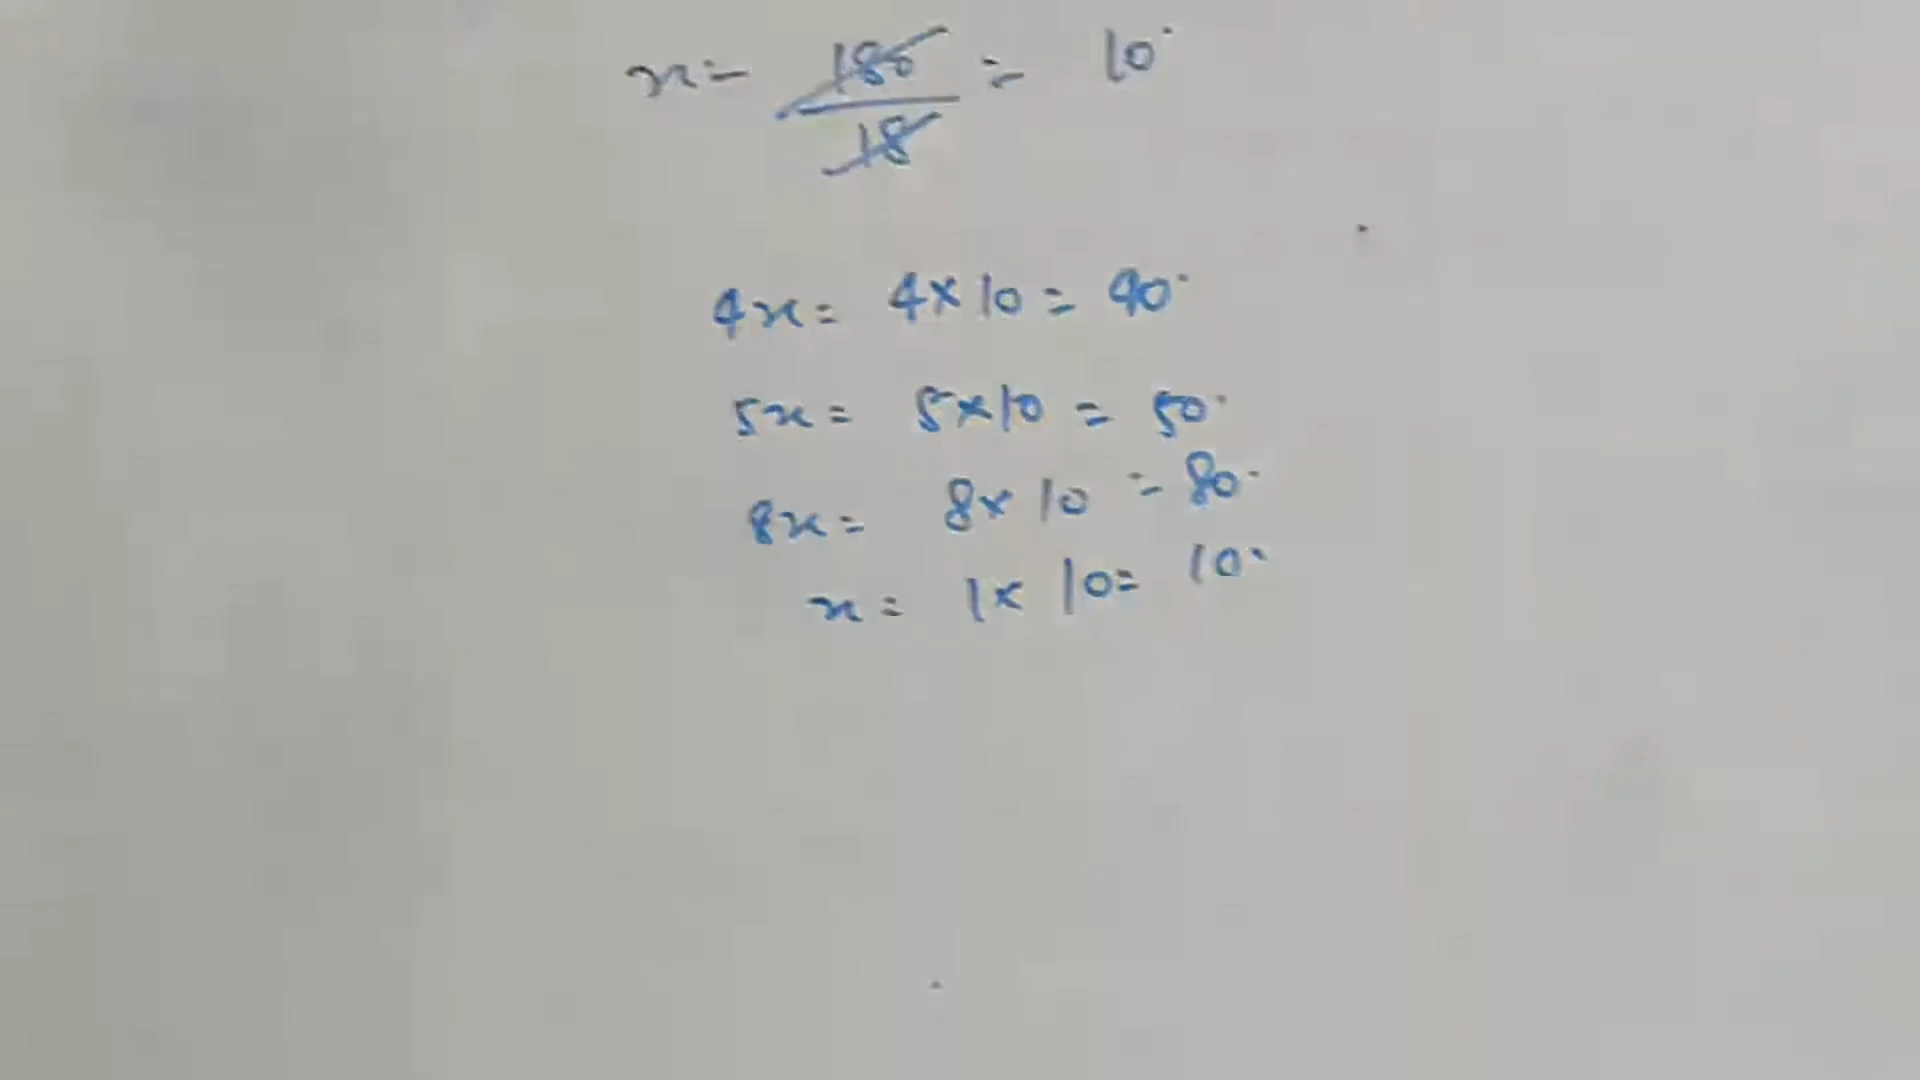 x = 180/18 = 10°
4x = 4×10 = 40°
5x = 5×10 = 50°
8x = 8×10 = 80°
x = 1×10 = 10°